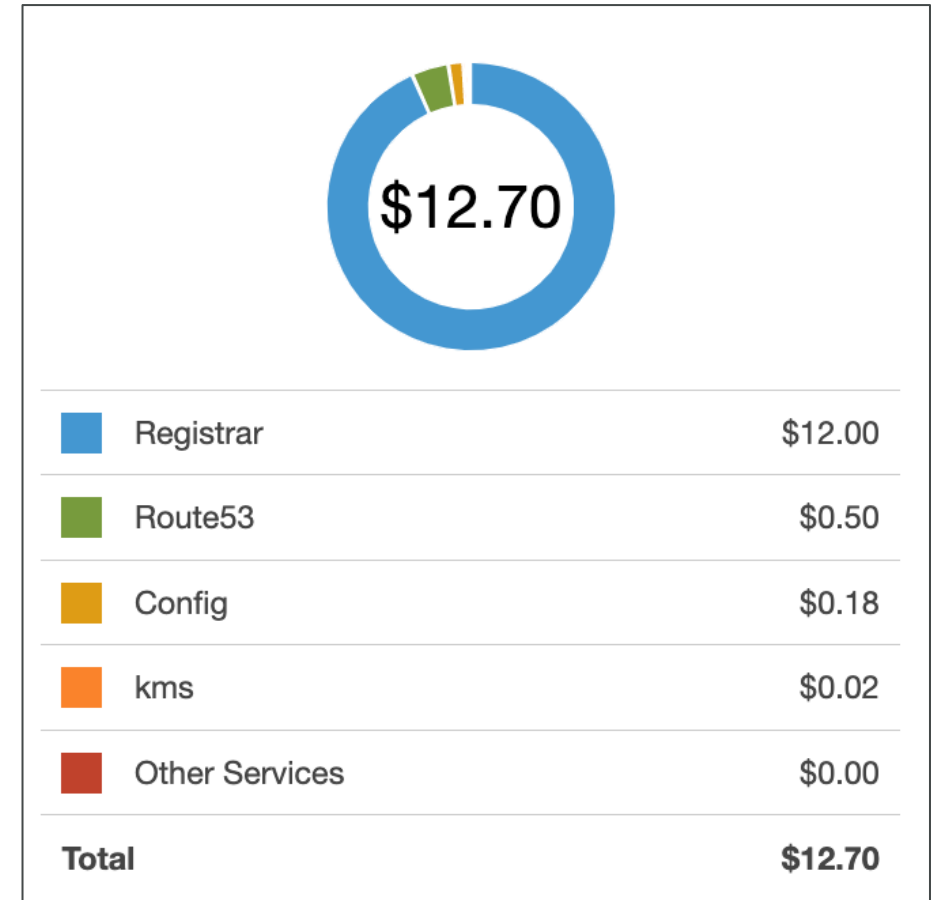 $12.70
Registrar $12.00
Route53 $0.50
Config $0.18
kms $0.02
Other Services $0.00
Total $12.70